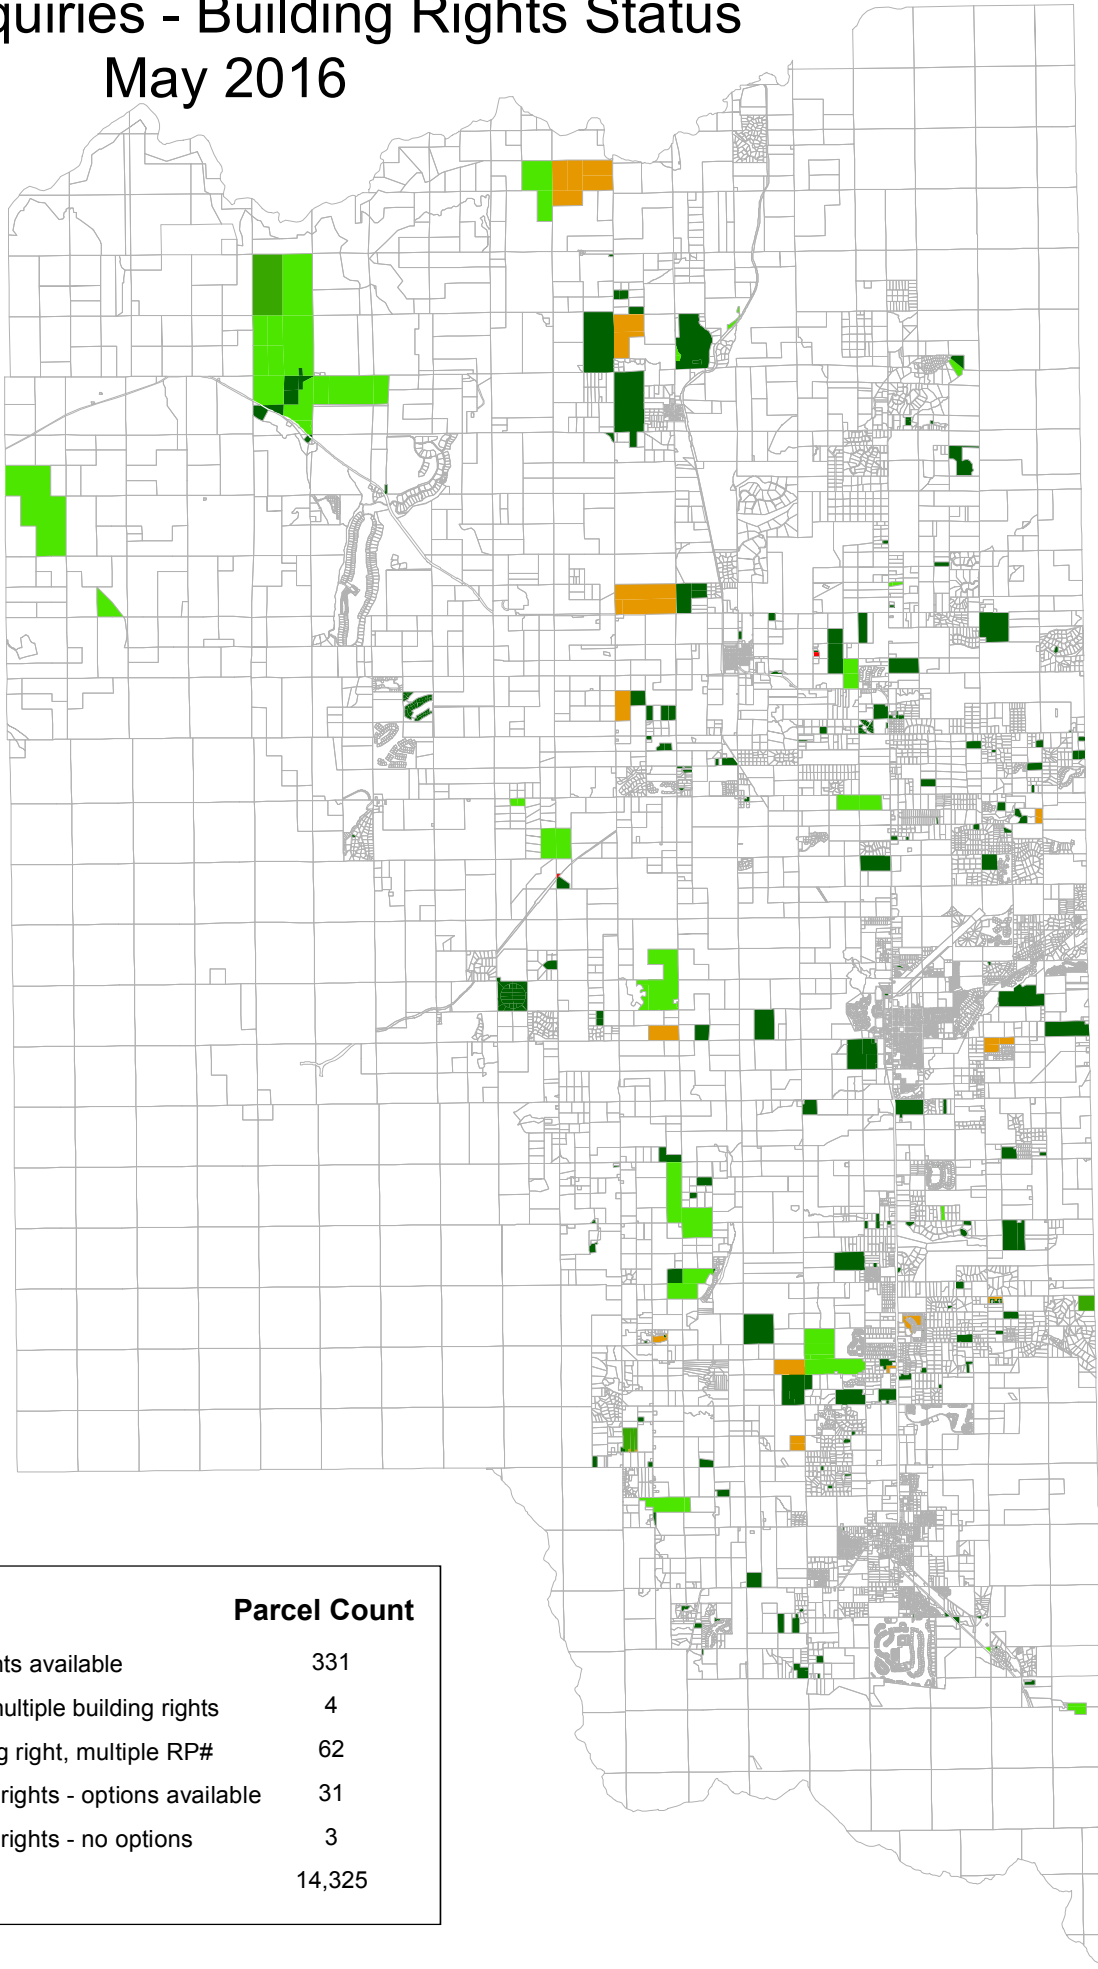 quiries - Building Rights Status
May 2016
Parcel Count
nts available 331
multiple building rights 4
g right, multiple RP# 62
rights - options available 31
rights - no options 3
14,325